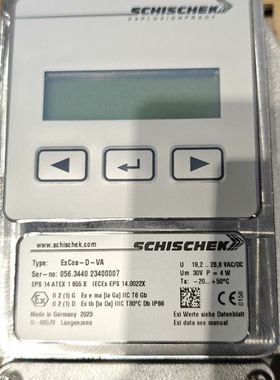 SCHISCHEK
EXPLOSIONPROOF
schischek.com
SCHISCHEK
Type: ExCos-D-VA
U 19,2 .. 28,8 VAC/DC
Ser-no: 056.3440 23400007
Um 30V P = 4 W
EPS 14 ATEX 1 655 X IECEx EPS 14.0022X
Ta: -20...+50°C
II 2 (1) G Ex e ma [ia Ga] IIC T6 Gb
II 2 (1) D Ex tb [ia Da] IIIC T80°C Db IP66
0158
Made in Germany 2023
Exi Werte siehe Datenblatt
D-90579 Langenzenn
Exi data see manual